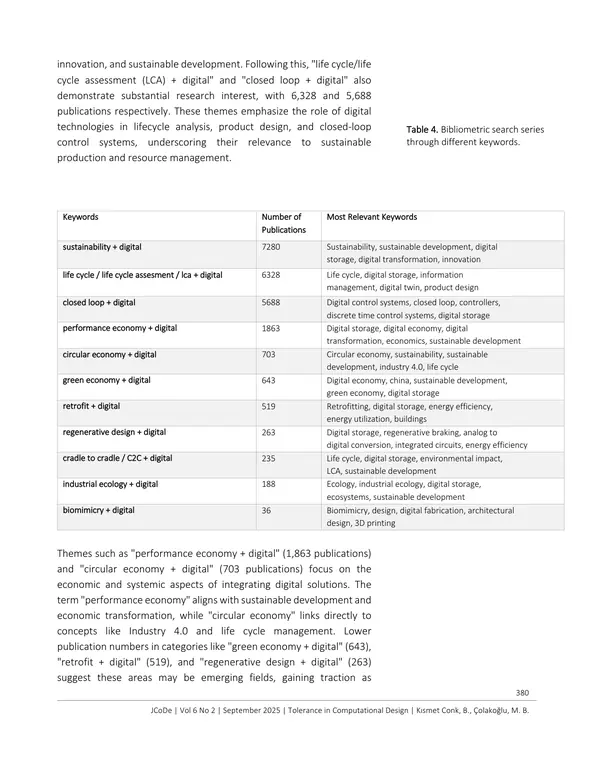 innovation, and sustainable development. Following this, "life cycle/life
cycle assessment (LCA) + digital" and "closed loop + digital" also
demonstrate substantial research interest, with 6,328 and 5,688
publications respectively. These themes emphasize the role of digital
technologies in lifecycle analysis, product design, and closed-loop
control systems, underscoring their relevance to sustainable
production and resource management.
Table 4. Bibliometric search series
through different keywords.
Keywords Number of Publications Most Relevant Keywords
sustainability + digital 7280 Sustainability, sustainable development, digital
storage, digital transformation, innovation
life cycle / life cycle assesment / lca + digital 6328 Life cycle, digital storage, information
management, digital twin, product design
closed loop + digital 5688 Digital control systems, closed loop, controllers,
discrete time control systems, digital storage
performance economy + digital 1863 Digital storage, digital economy, digital
transformation, economics, sustainable development
circular economy + digital 703 Circular economy, sustainability, sustainable
development, industry 4.0, life cycle
green economy + digital 643 Digital economy, china, sustainable development,
green economy, digital storage
retrofit + digital 519 Retrofitting, digital storage, energy efficiency,
energy utilization, buildings
regenerative design + digital 263 Digital storage, regenerative braking, analog to
digital conversion, integrated circuits, energy efficiency
cradle to cradle / C2C + digital 235 Life cycle, digital storage, environmental impact,
LCA, sustainable development
industrial ecology + digital 188 Ecology, industrial ecology, digital storage,
ecosystems, sustainable development
biomimicry + digital 36 Biomimicry, design, digital fabrication, architectural
design, 3D printing
Themes such as "performance economy + digital" (1,863 publications)
and "circular economy + digital" (703 publications) focus on the
economic and systemic aspects of integrating digital solutions. The
term "performance economy" aligns with sustainable development and
economic transformation, while "circular economy" links directly to
concepts like Industry 4.0 and life cycle management. Lower
publication numbers in categories like "green economy + digital" (643),
"retrofit + digital" (519), and "regenerative design + digital" (263)
suggest these areas may be emerging fields, gaining traction as
380
JCoDe | Vol 6 No 2 | September 2025 | Tolerance in Computational Design | Kısmet Conk, B., Çolakoğlu, M. B.